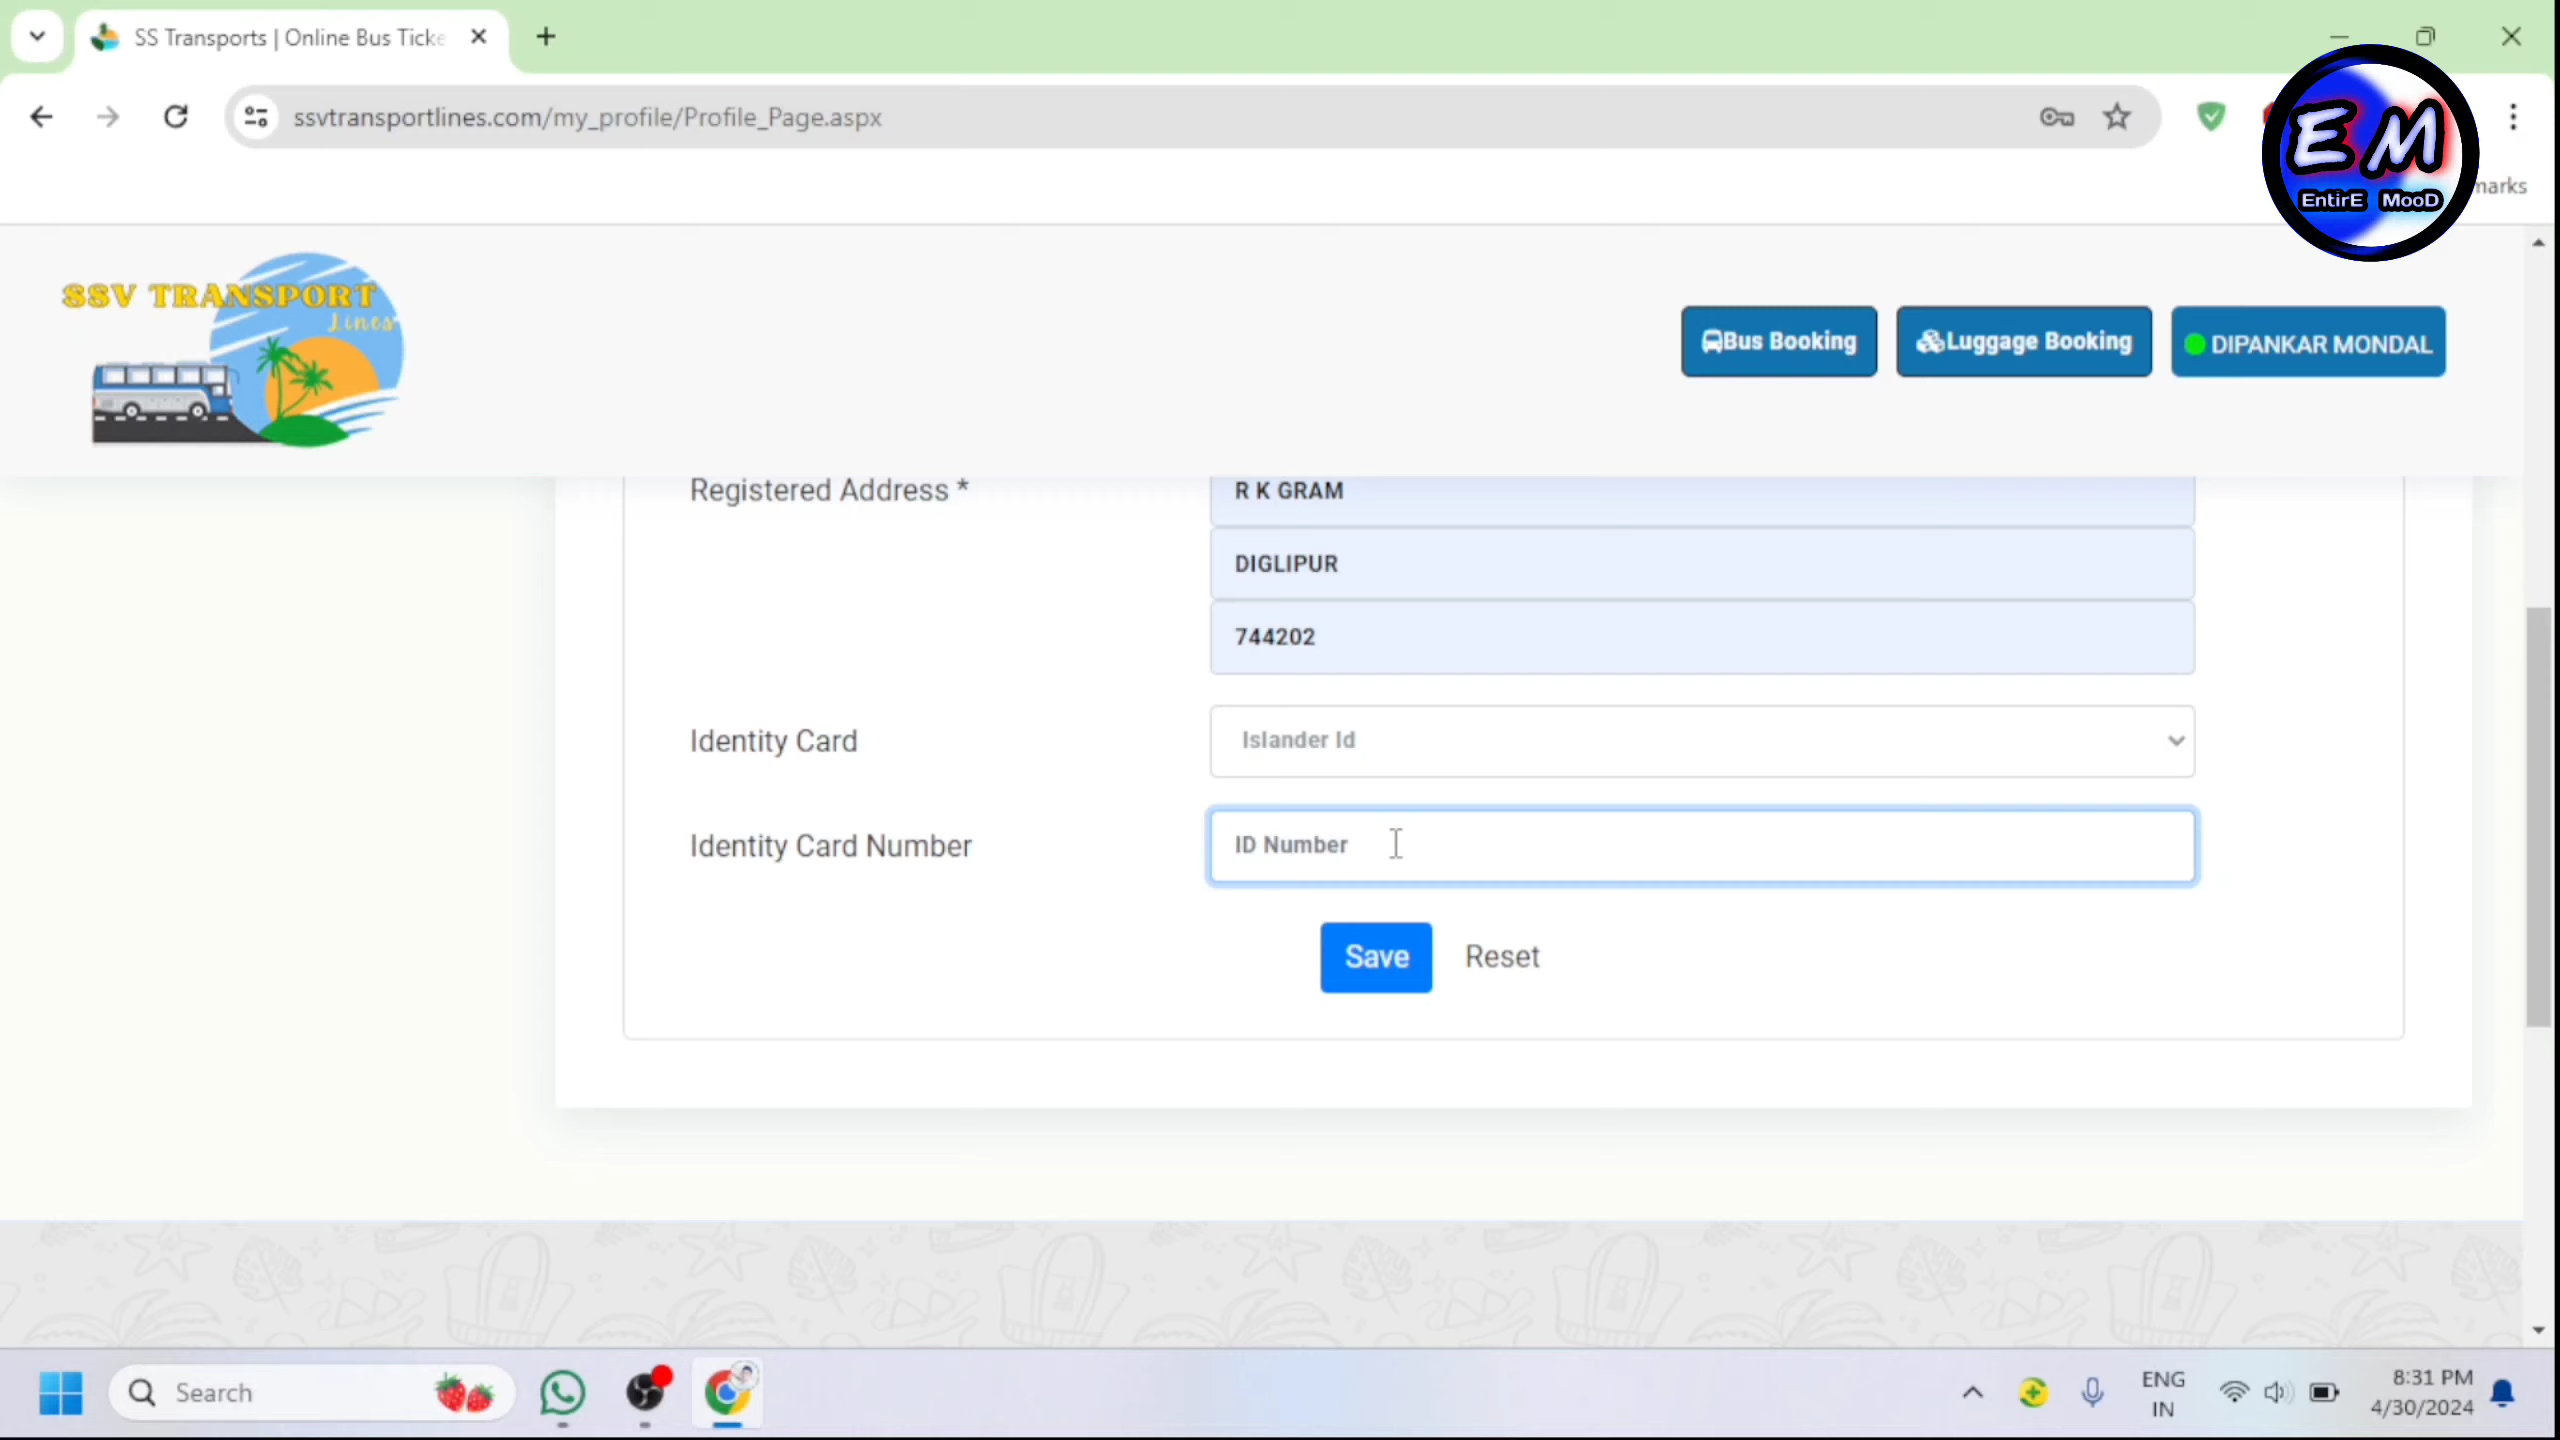 SS Transports | Online Bus Ticke
ssvtransportlines.com/my_profile/Profile_Page.aspx
EM
EntirE MooD
marks
SSV TRANSPORT
Lines
Bus Booking
Luggage Booking
DIPANKAR MONDAL
Registered Address *
R K GRAM
DIGLIPUR
744202
Identity Card
Islander Id
Identity Card Number
ID Number
Save
Reset
Search
ENG
IN
8:31 PM
4/30/2024